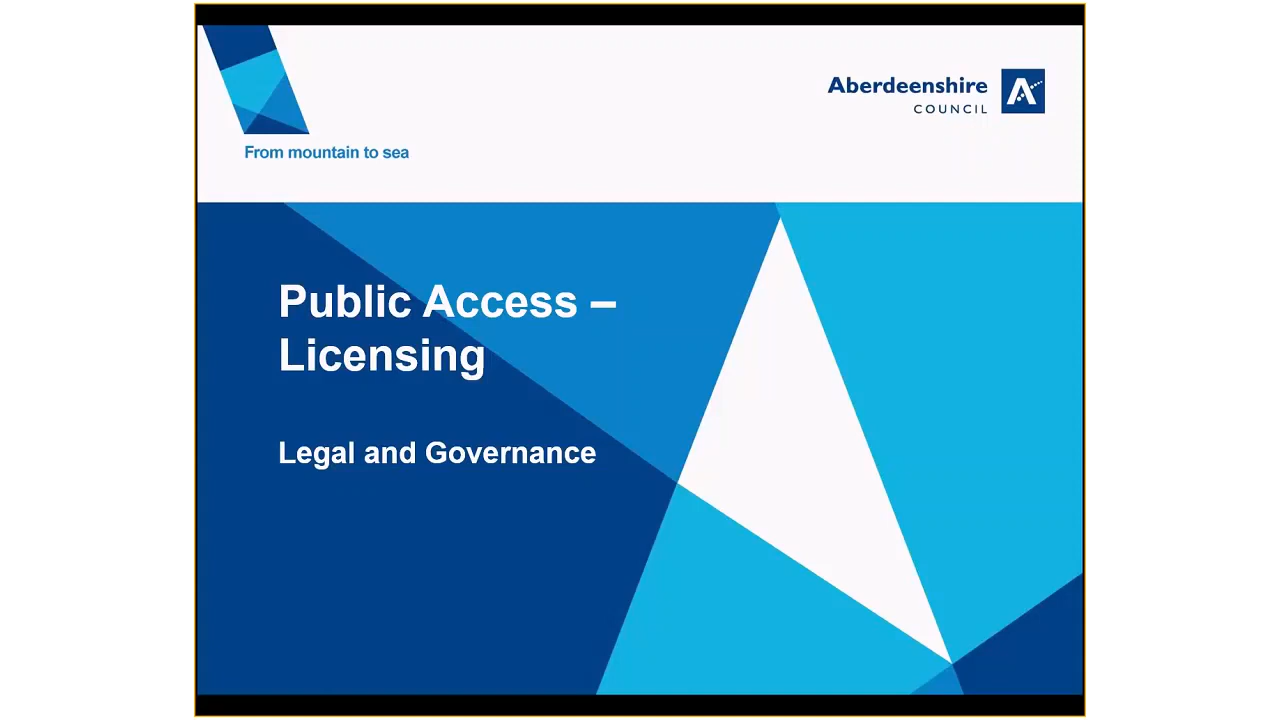 Aberdeenshire
COUNCIL
From mountain to sea
Public Access –
Licensing
Legal and Governance